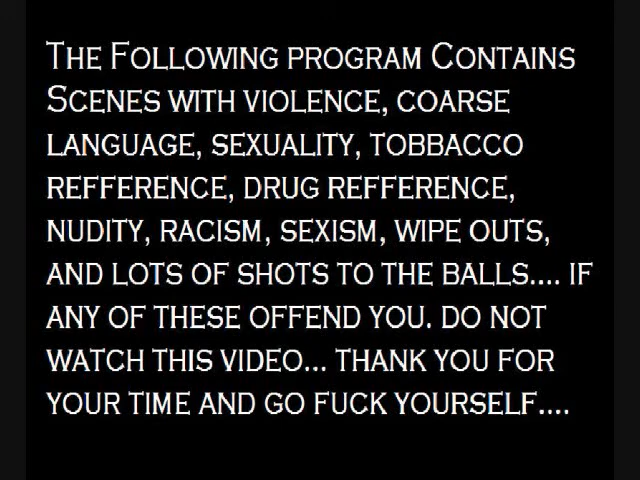 The Following program Contains
Scenes with violence, coarse
language, sexuality, tobbacco
refference, drug refference,
nudity, racism, sexism, wipe outs,
and lots of shots to the balls.... if
any of these offend you. do not
watch this video... thank you for
your time and go fuck yourself....